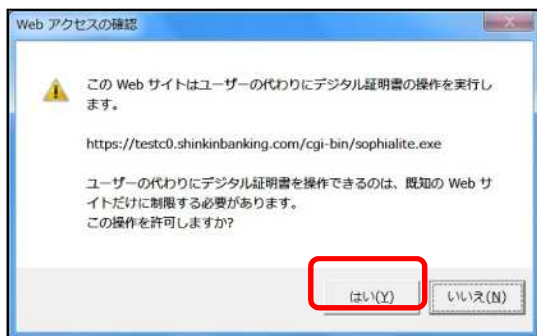 Web アクセスの確認
この Web サイトはユーザーの代わりにデジタル証明書の操作を実行し
ます。
https://testc0.shinkinbanking.com/cgi-bin/sophialite.exe
ユーザーの代わりにデジタル証明書を操作できるのは、既知の Web サ
イトだけに制限する必要があります。
この操作を許可しますか?
はい(Y) いいえ(N)